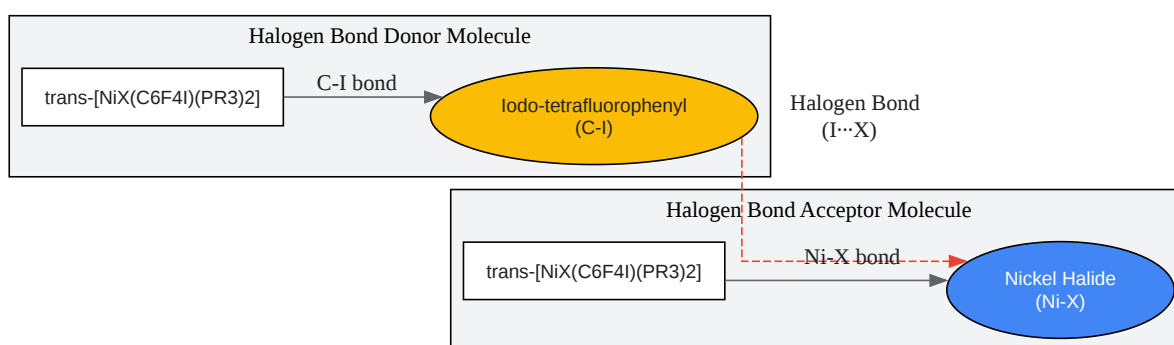 Halogen Bond Donor Molecule
trans-[NiX(C6F4I)(PR3)2]
C-I bond
Iodo-tetrafluorophenyl
(C-I)
Halogen Bond
(I···X)
Halogen Bond Acceptor Molecule
trans-[NiX(C6F4I)(PR3)2]
Ni-X bond
Nickel Halide
(Ni-X)